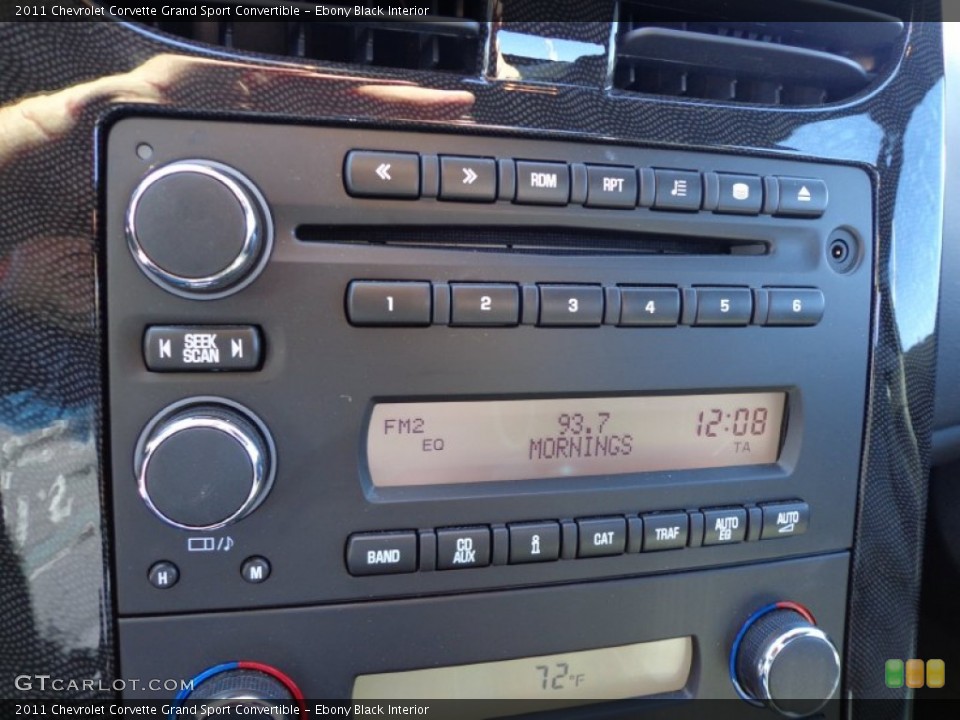 2011 Chevrolet Corvette Grand Sport Convertible - Ebony Black Interior
RDM RPT
1 2 3 4 5 6
SEEK
SCAN
FM2 93.7 12:08
EQ MORNINGS TA
BAND CD AUX i CAT TRAF AUTO EQ AUTO
H M
72°F
GTCARLOT.COM
2011 Chevrolet Corvette Grand Sport Convertible - Ebony Black Interior